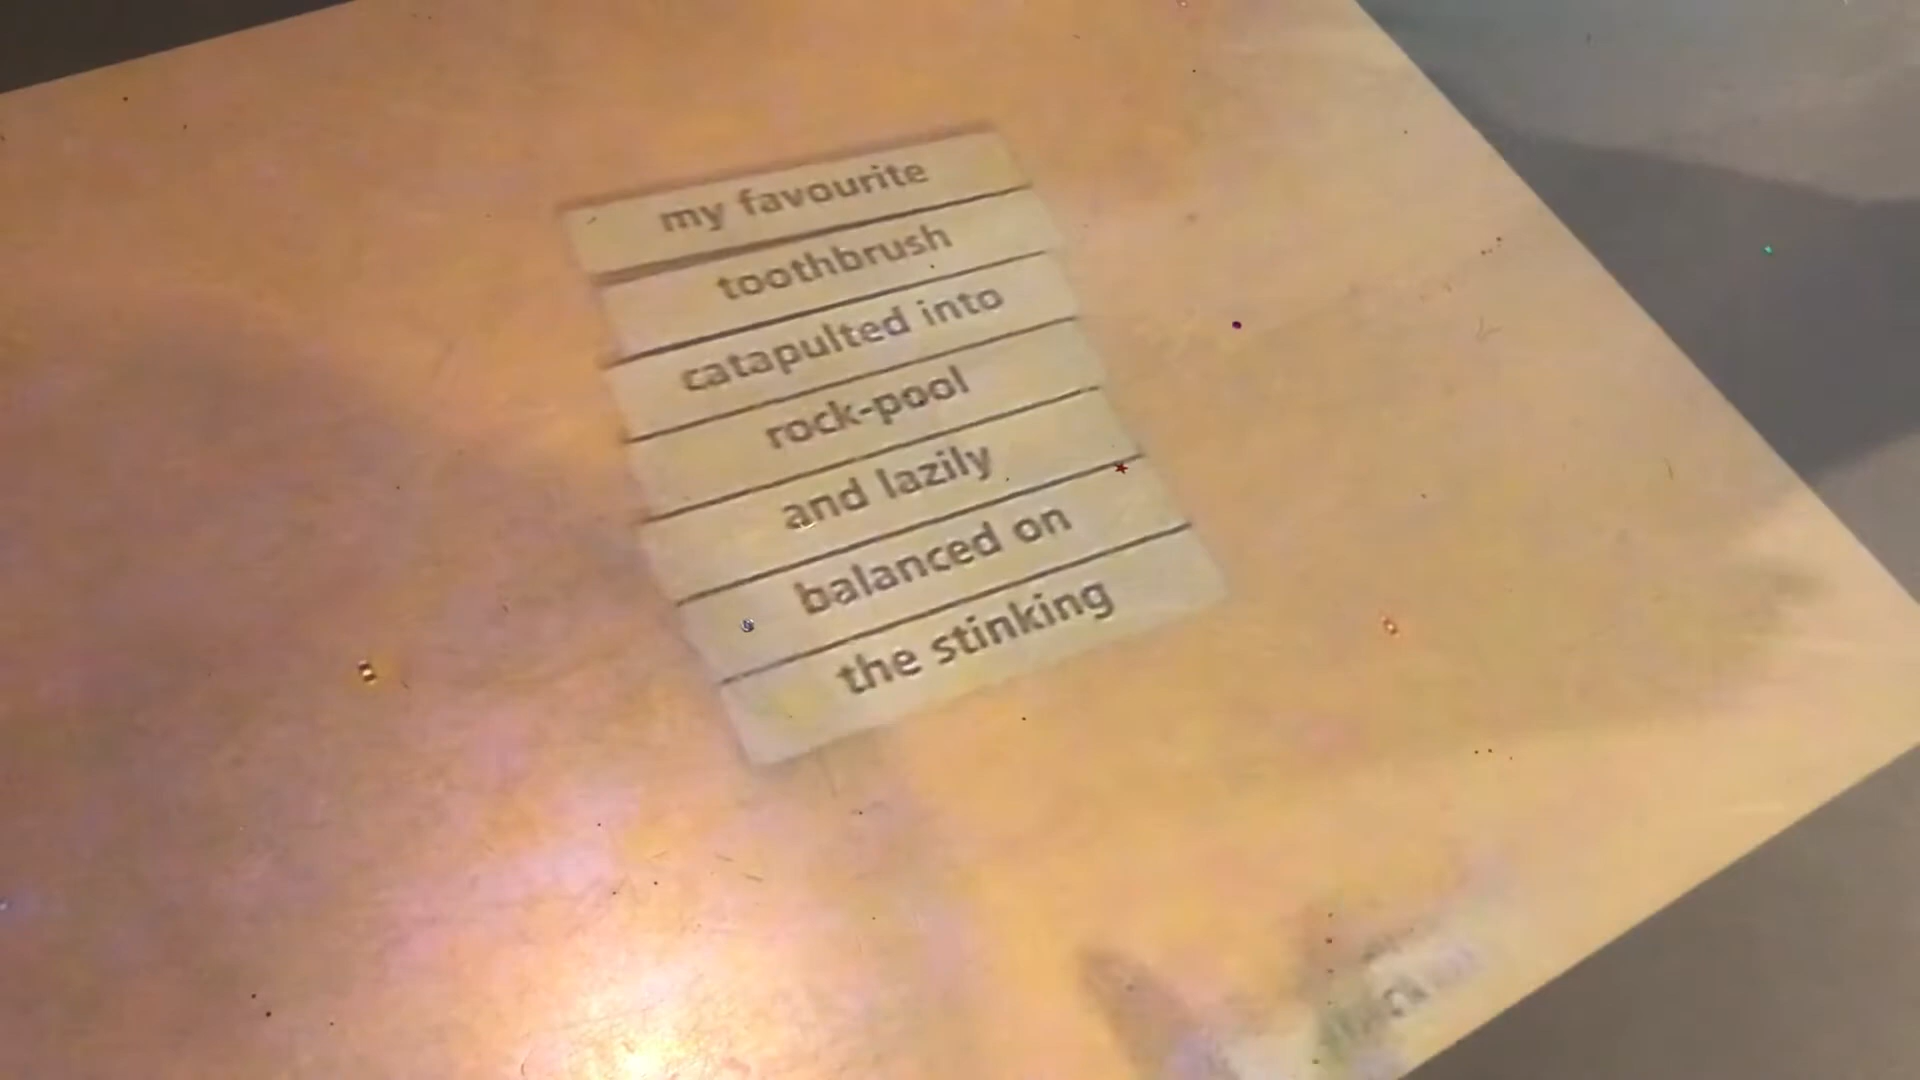 my favourite
toothbrush
catapulted into
rock-pool
and lazily
balanced on
the stinking